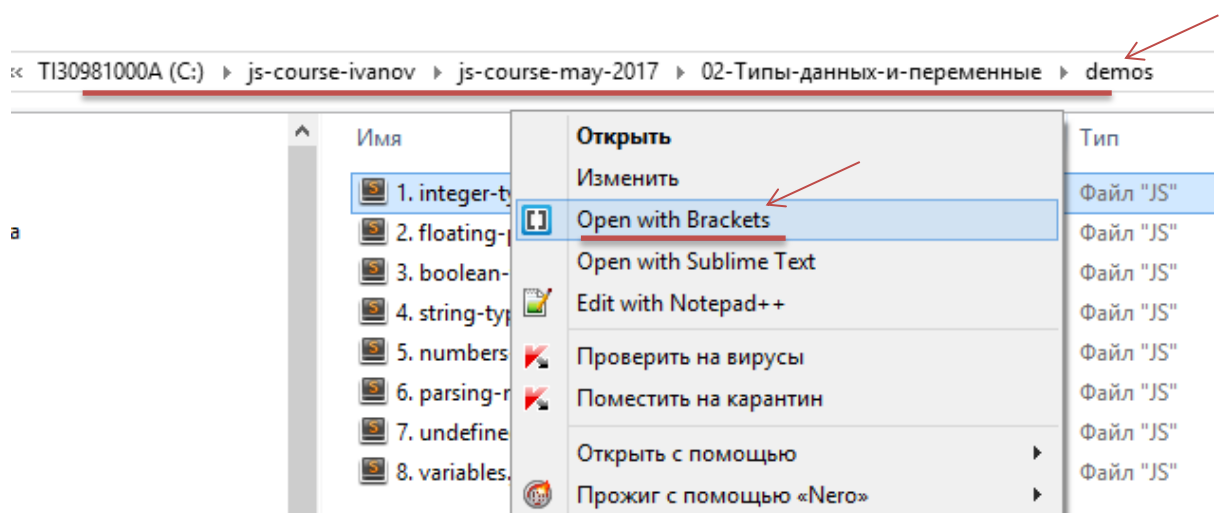 « TI30981000A (C:) ▸ js-course-ivanov ▸ js-course-may-2017 ▸ 02-Типы-данных-и-переменные ▸ demos
Имя
Тип
1. integer-ty
Файл "JS"
2. floating-p
Файл "JS"
3. boolean-
Файл "JS"
4. string-typ
Файл "JS"
5. numbers
Файл "JS"
6. parsing-r
Файл "JS"
7. undefine
Файл "JS"
8. variables.
Файл "JS"
а
Открыть
Изменить
Open with Brackets
Open with Sublime Text
Edit with Notepad++
Проверить на вирусы
Поместить на карантин
Открыть с помощью
Прожиг с помощью «Nero»